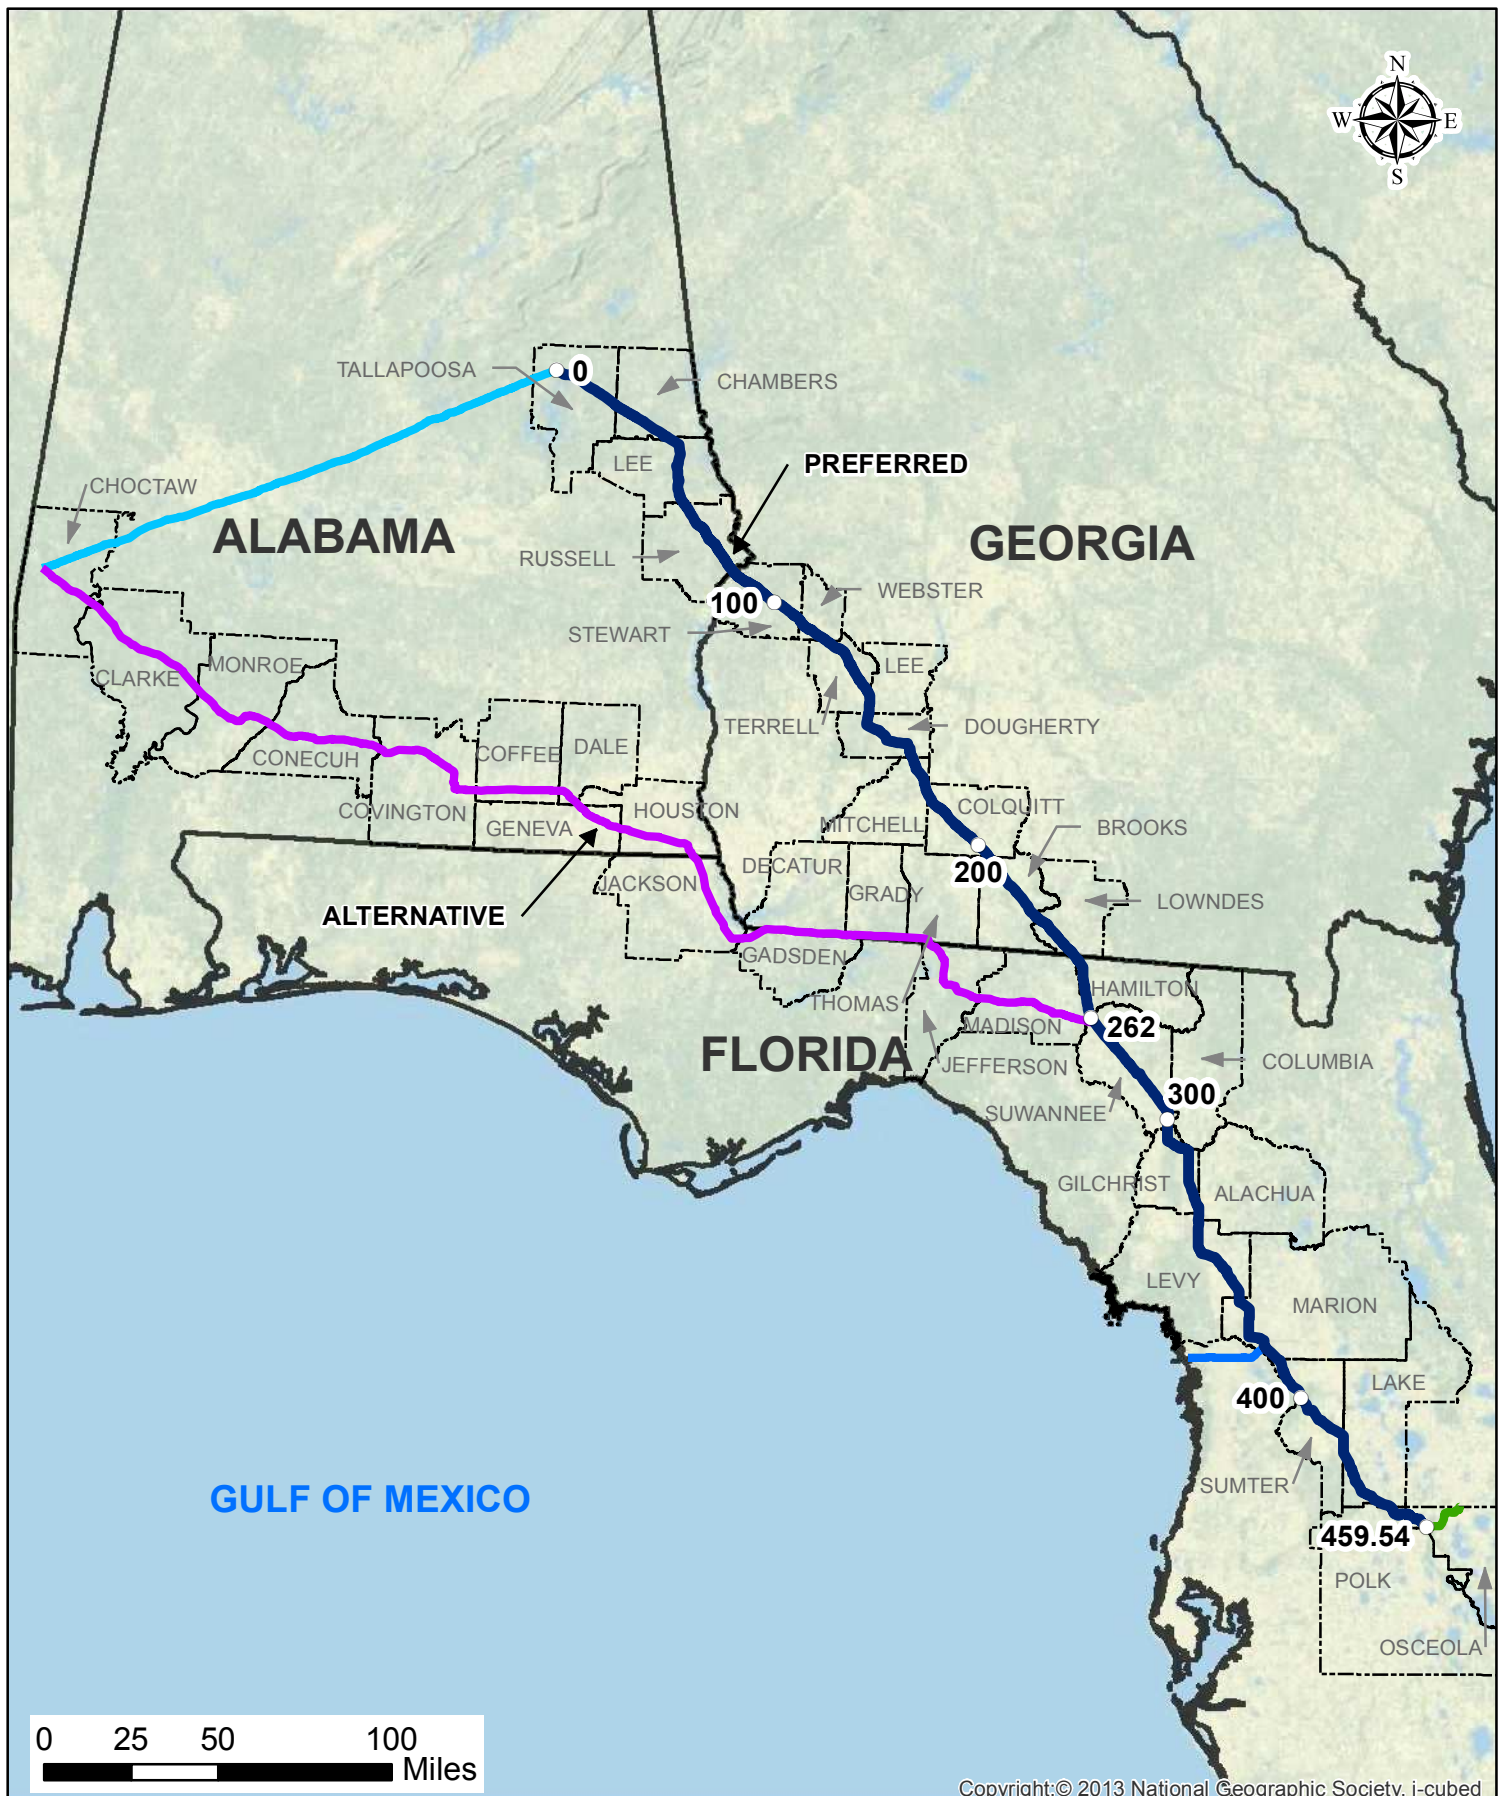 N
W E
S
TALLAPOOSA
0
CHAMBERS
LEE
PREFERRED
CHOCTAW
ALABAMA
GEORGIA
RUSSELL
WEBSTER
100
STEWART
LEE
MONROE
CLARKE
TERRELL
DOUGHERTY
COFFEE
DALE
CONECUH
COVINGTON
HOUSTON
COLQUITT
GENEVA
MITCHELL
BROOKS
DECATUR
200
JACKSON
GRADY
LOWNDES
ALTERNATIVE
GADSDEN
HAMILTON
THOMAS
MADISON
262
FLORIDA
JEFFERSON
COLUMBIA
300
SUWANNEE
GILCHRIST
ALACHUA
LEVY
MARION
LAKE
400
SUMTER
GULF OF MEXICO
459.54
POLK
OSCEOLA
0 25 50 100
Miles
Copyright:© 2013 National Geographic Society, i-cubed